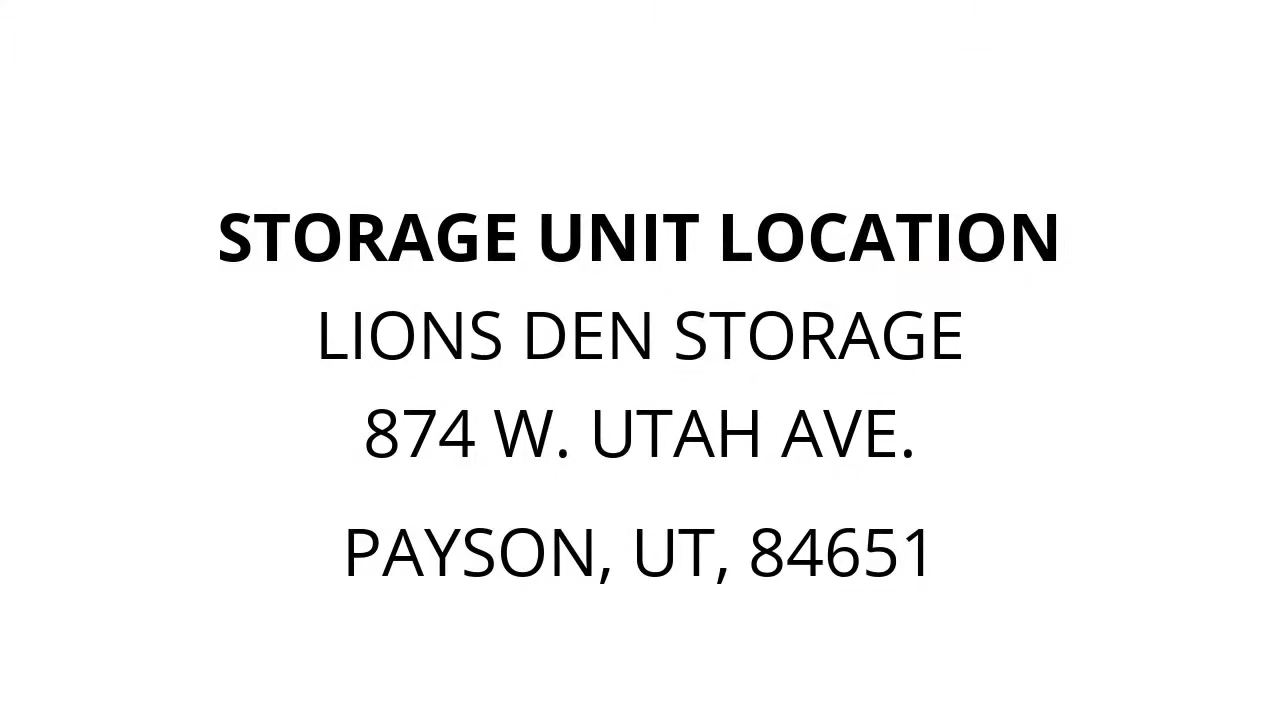 STORAGE UNIT LOCATION
LIONS DEN STORAGE
874 W. UTAH AVE.
PAYSON, UT, 84651